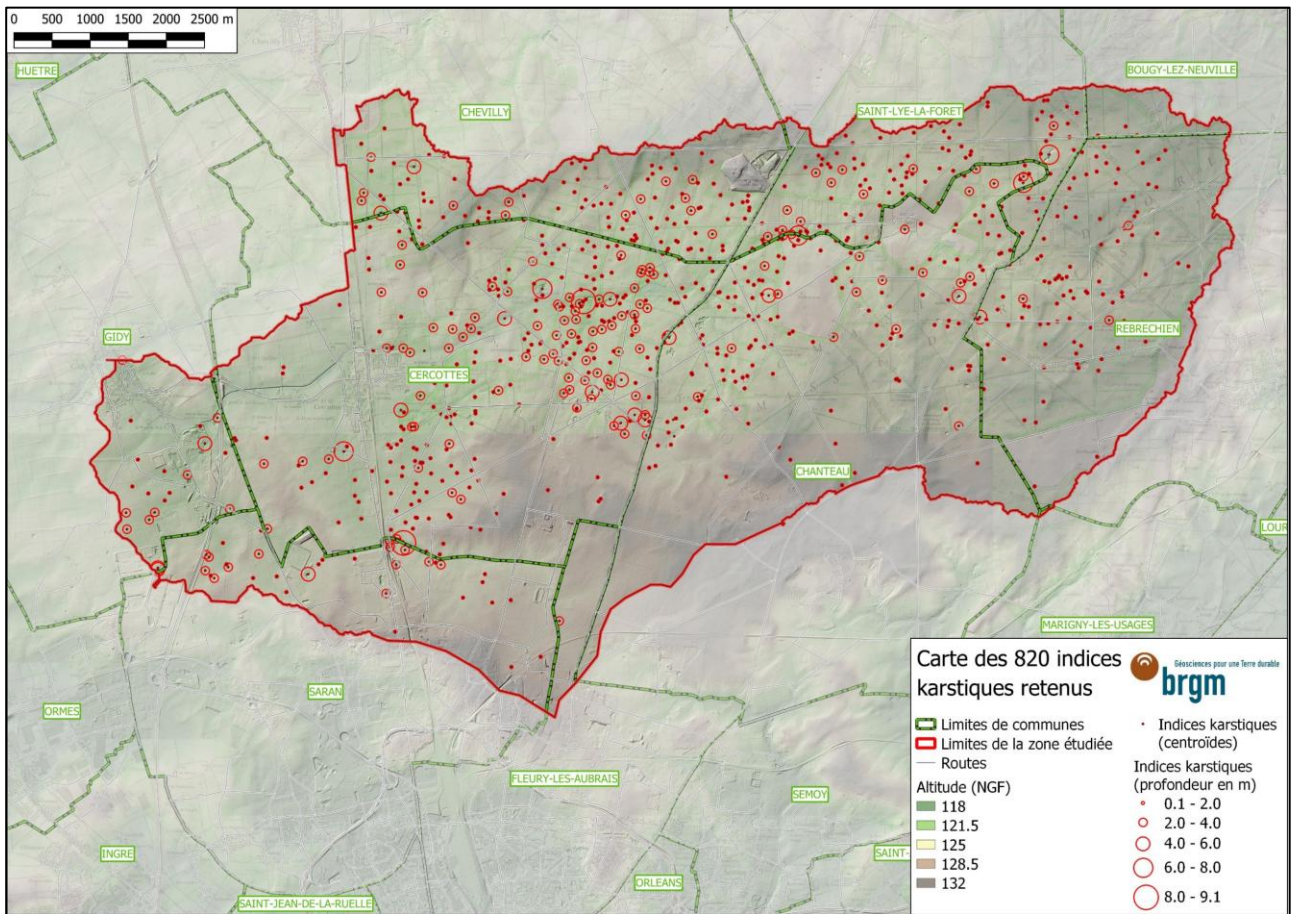 0 500 1000 1500 2000 2500 m
HUETRE
CHEVILLY
SAINT-LYE-LA-FORET
BOUGY-LEZ-NEUVILLE
GIDY
CERCOTTES
REBRECHIEN
CHANTEAU
LOUR
MARIGNY-LES-USAGES
SARAN
ORMES
FLEURY-LES-AUBRAIS
SEMOY
INGRE
SAINT-
ORLEANS
SAINT-JEAN-DE-LA-RUELLE
Carte des 820 indices
karstiques retenus
Géosciences pour une Terre durable
brgm
Limites de communes
Limites de la zone étudiée
Routes
Altitude (NGF)
118
121.5
125
128.5
132
Indices karstiques
(centroïdes)
Indices karstiques
(profondeur en m)
0.1 - 2.0
2.0 - 4.0
4.0 - 6.0
6.0 - 8.0
8.0 - 9.1